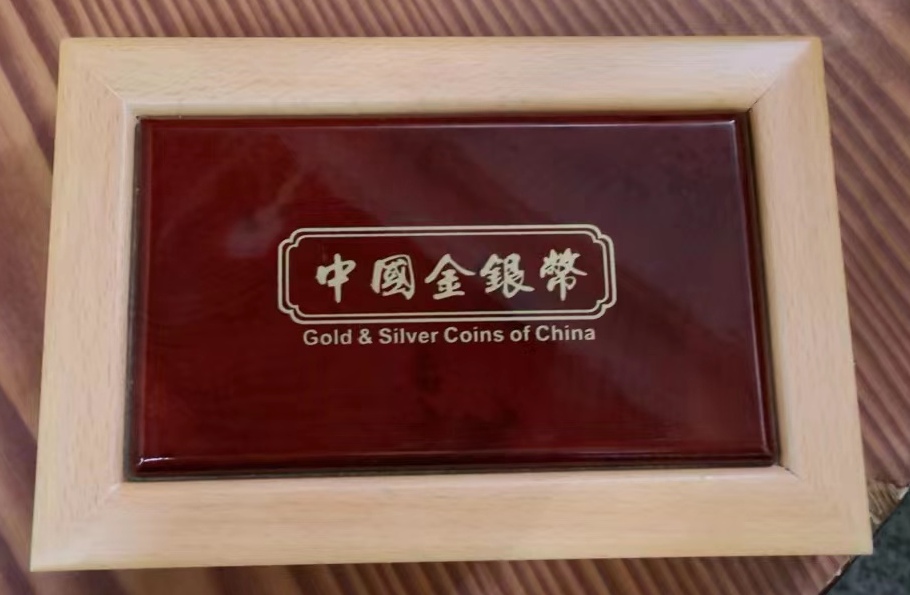 中國金銀幣
Gold & Silver Coins of China